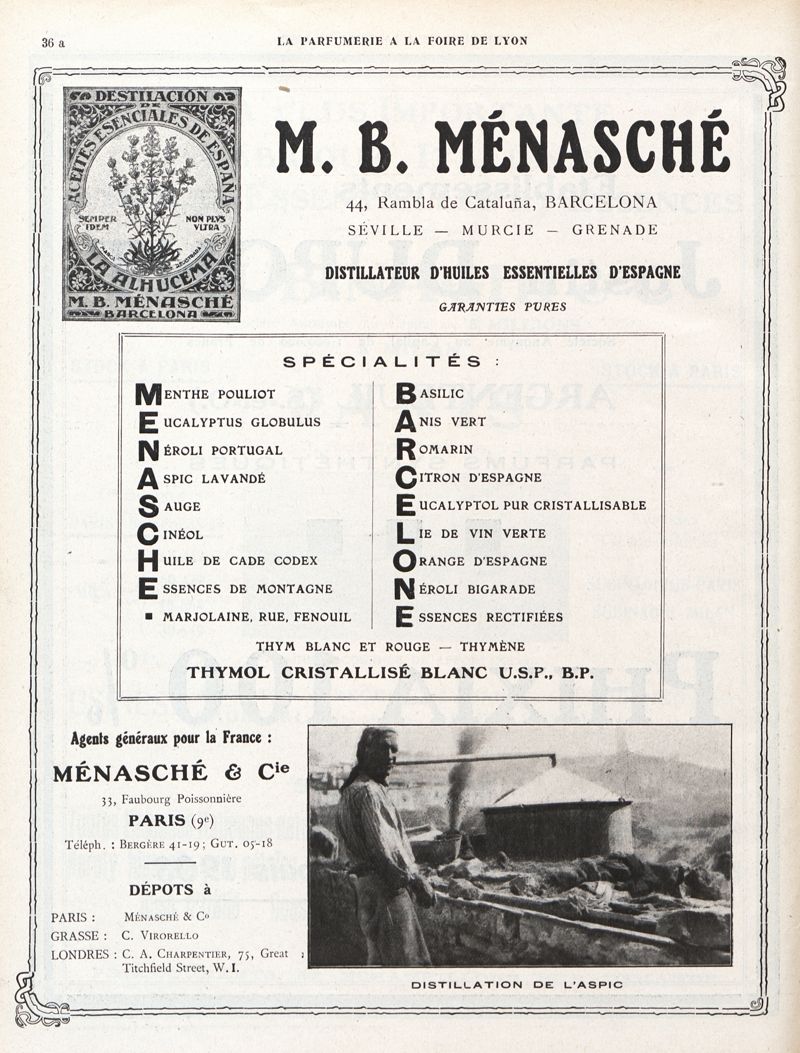 36 a
LA PARFUMERIE A LA FOIRE DE LYON
DESTILACIÓN
DE
ACEITES ESENCIALES DE ESPAÑA
SEMPER
IDEM
NON PLVS
VLTRA
MARCA
LA ALHUCEMA
M. B. MÉNASCHÉ
BARCELONA
M. B. MÉNASCHÉ
44, Rambla de Cataluña, BARCELONA
SÉVILLE — MURCIE — GRENADE
DISTILLATEUR D'HUILES ESSENTIELLES D'ESPAGNE
GARANTIES PURES
SPÉCIALITÉS :
MENTHE POULIOT
EUCALYPTUS GLOBULUS
NÉROLI PORTUGAL
ASPIC LAVANDÉ
SAUGE
CINÉOL
HUILE DE CADE CODEX
ESSENCES DE MONTAGNE
▪ MARJOLAINE, RUE, FENOUIL
BASILIC
ANIS VERT
ROMARIN
CITRON D'ESPAGNE
EUCALYPTOL PUR CRISTALLISABLE
LIE DE VIN VERTE
ORANGE D'ESPAGNE
NÉROLI BIGARADE
ESSENCES RECTIFIÉES
THYM BLANC ET ROUGE — THYMÈNE
THYMOL CRISTALLISÉ BLANC U.S.P., B.P.
Agents généraux pour la France :
MÉNASCHÉ & Cie
33, Faubourg Poissonnière
PARIS (9e)
Téléph. : BERGÈRE 41-19; GUT. 05-18
DÉPOTS à
PARIS : MÉNASCHÉ & Co
GRASSE : C. VIRORELLO
LONDRES : C. A. CHARPENTIER, 75, Great
Titchfield Street, W. I.
DISTILLATION DE L'ASPIC